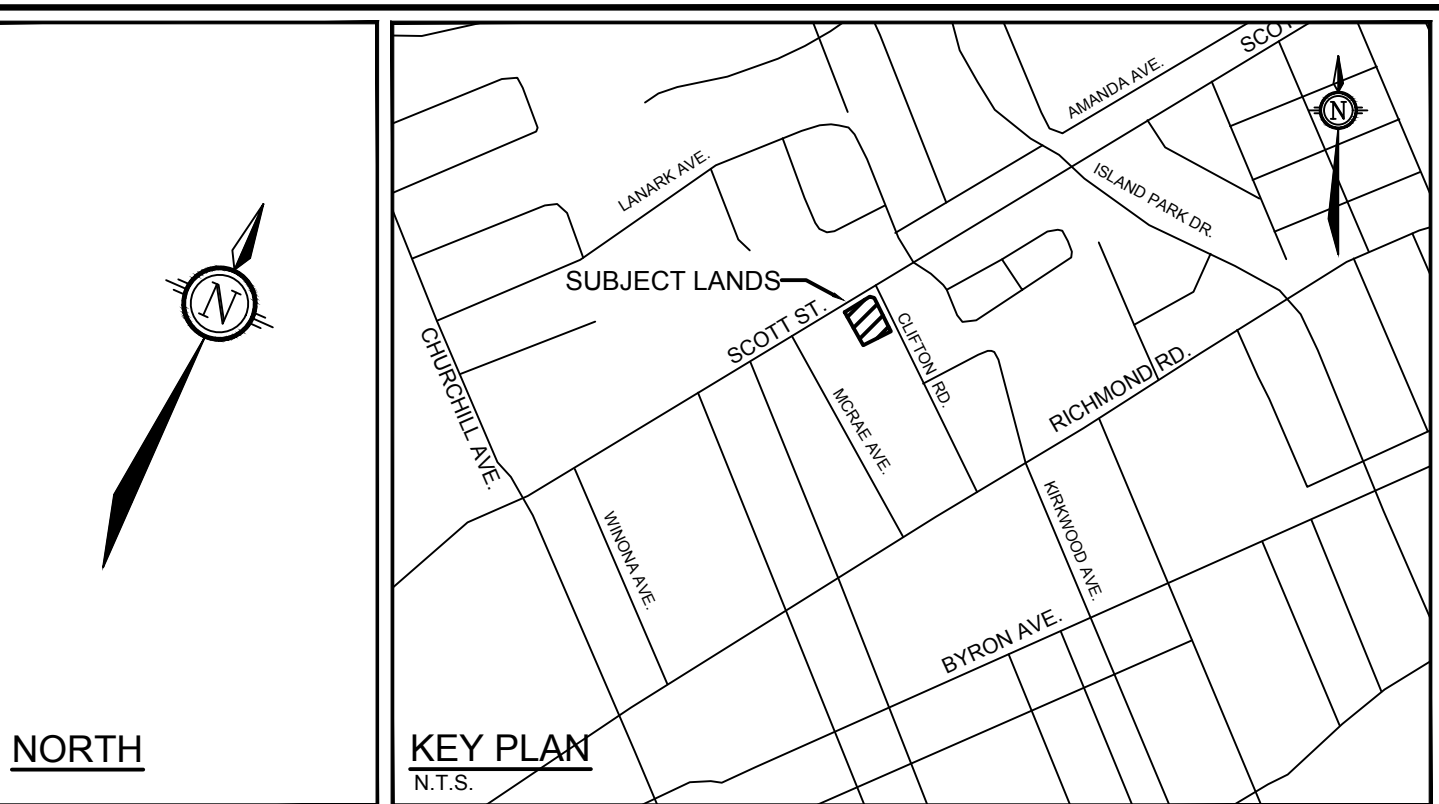 N
NORTH
SCOT
AMANDA AVE.
N
LANARK AVE.
ISLAND PARK DR.
SUBJECT LANDS
SCOTT ST.
CLIFTON RD.
CHURCHILL AVE.
RICHMOND RD.
MCRAE AVE.
KIRKWOOD AVE.
WINONA AVE.
BYRON AVE.
KEY PLAN
N.T.S.